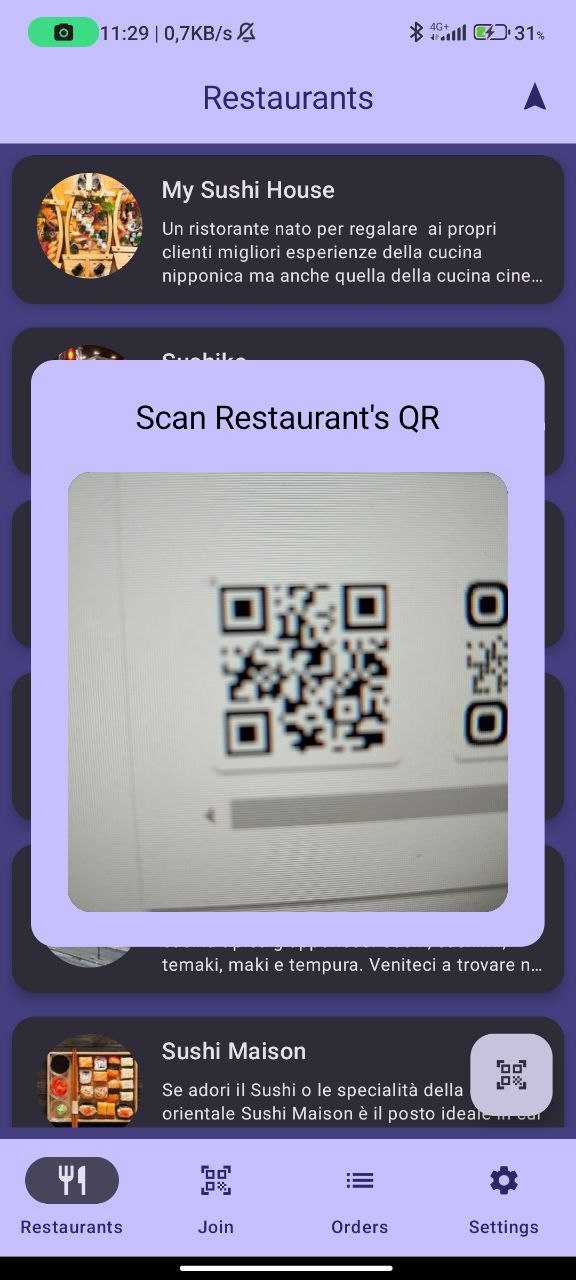 11:29 | 0,7KB/s
4G+
31%
Restaurants
My Sushi House
Un ristorante nato per regalare ai propri
clienti migliori esperienze della cucina
nipponica ma anche quella della cucina cine…
Sushiko
Scan Restaurant's QR
temaki, maki e tempura. Veniteci a trovare n…
Sushi Maison
Se adori il Sushi o le specialità della
orientale Sushi Maison è il posto ideale in cui
Restaurants
Join
Orders
Settings